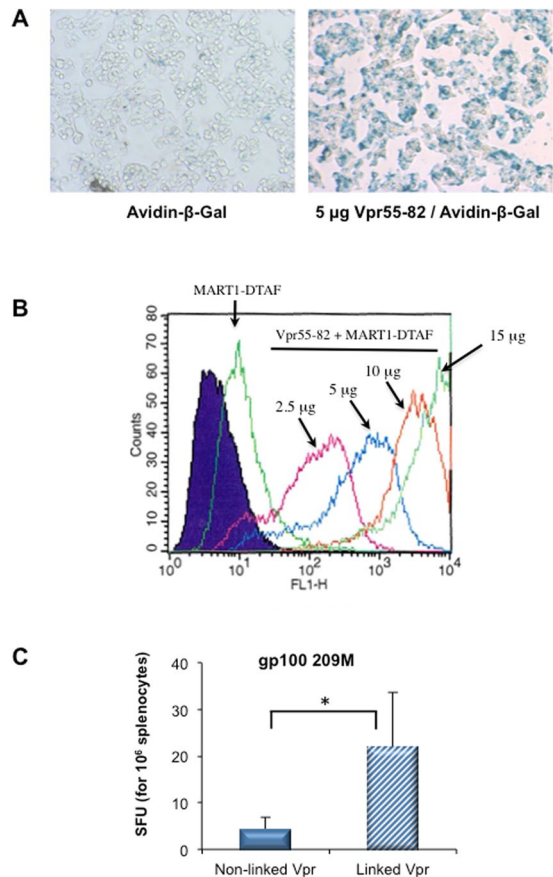 A
Avidin-β-Gal
5 µg Vpr55-82 / Avidin-β-Gal
B
MART1-DTAF
Vpr55-82 + MART1-DTAF
15 µg
10 µg
5 µg
2.5 µg
Counts
80
70
60
50
40
30
20
10
0
10⁰ 10¹ 10² 10³ 10⁴
FL1-H
C
gp100 209M
SFU (for 10⁶ splenocytes)
40
30
20
10
0
*
Non-linked Vpr
Linked Vpr